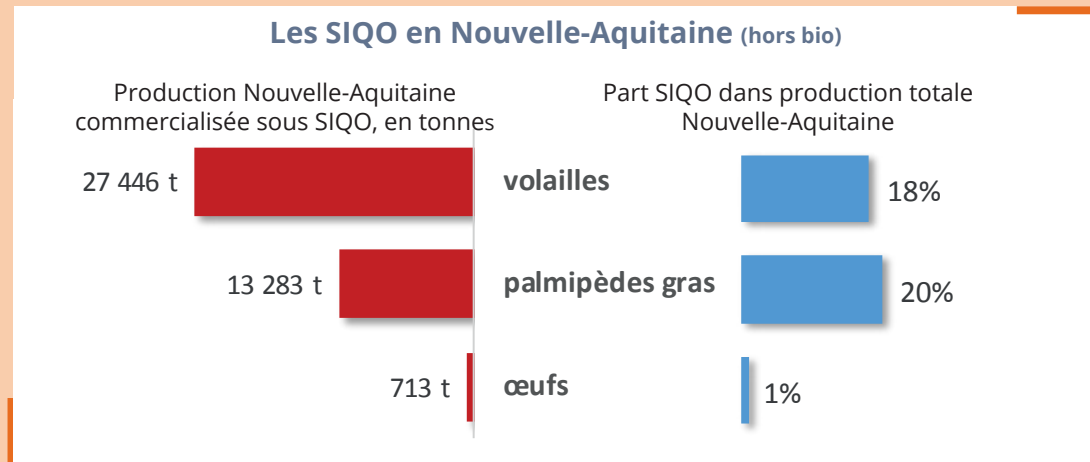 Les SIQO en Nouvelle-Aquitaine (hors bio)
Production Nouvelle-Aquitaine
commercialisée sous SIQO, en tonnes
Part SIQO dans production totale
Nouvelle-Aquitaine
27 446 t
volailles
18%
13 283 t
palmipèdes gras
20%
713 t
œufs
1%